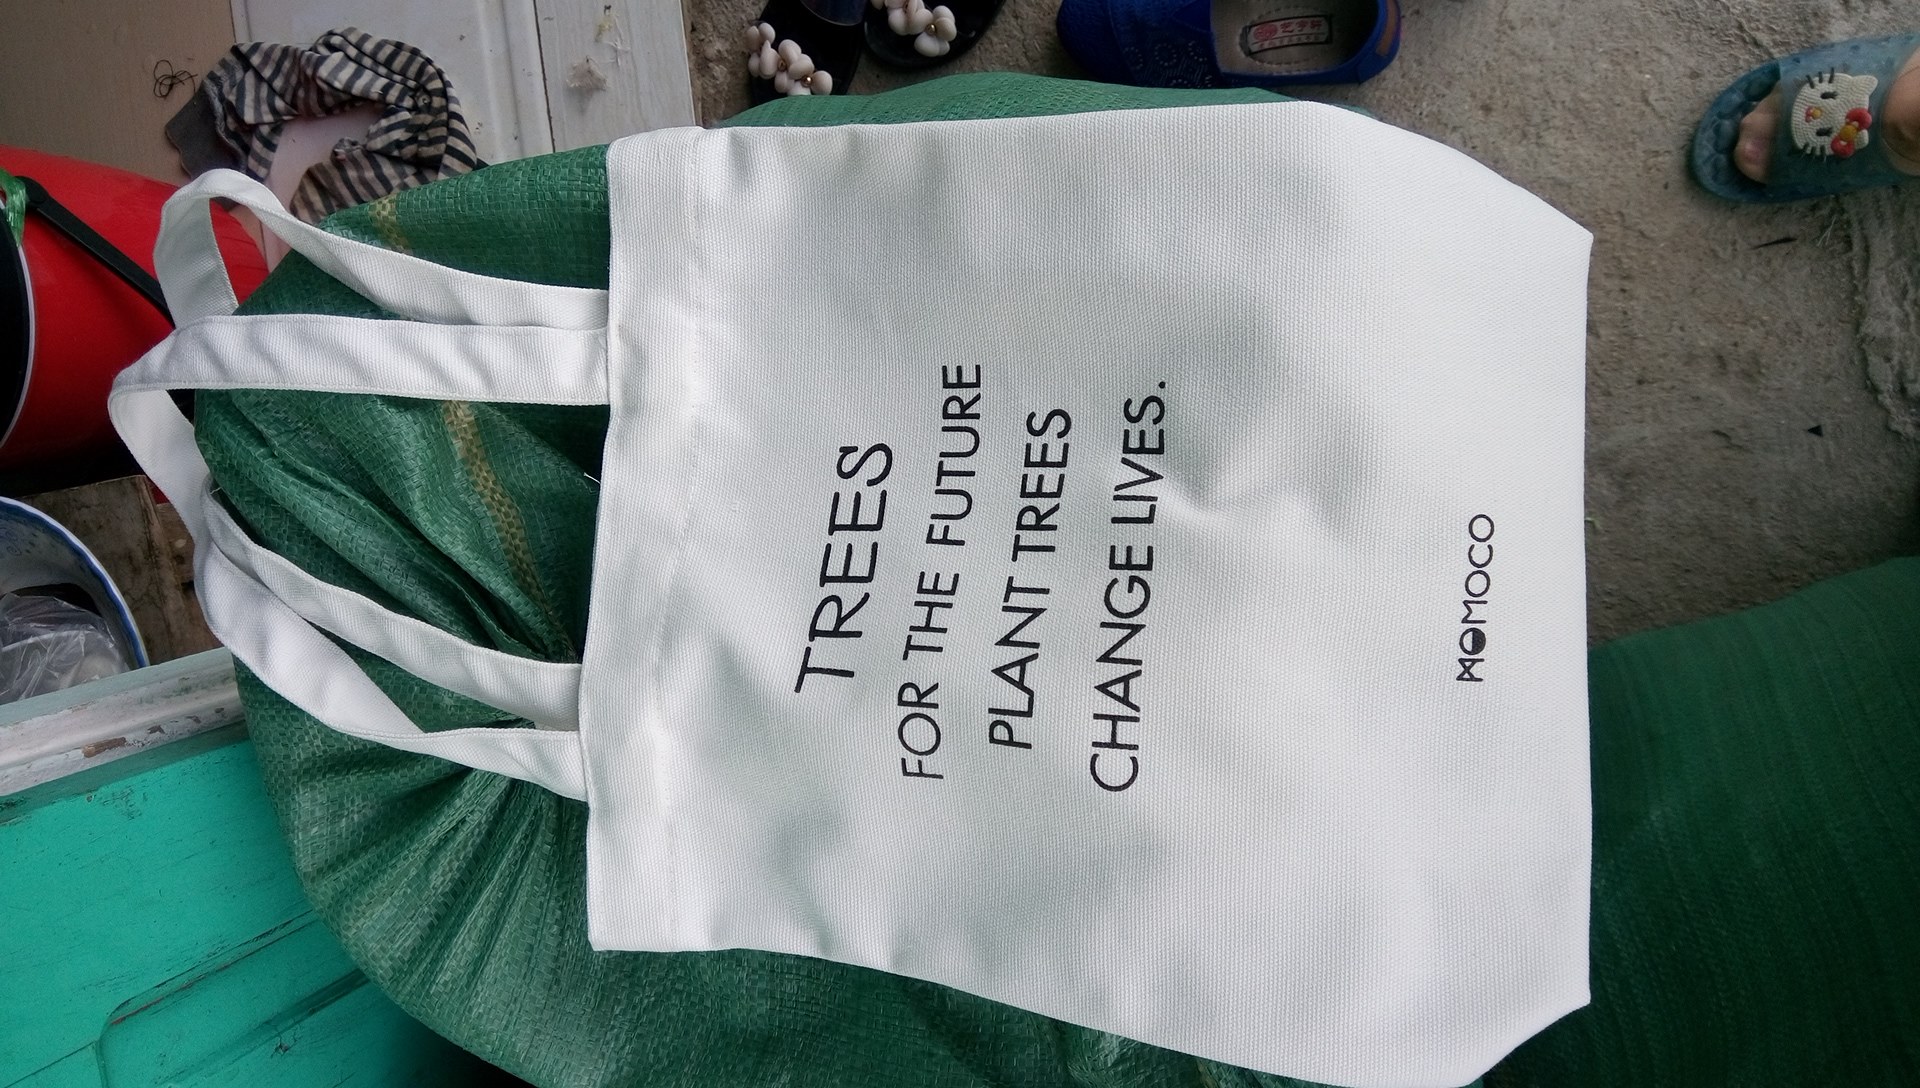 TREES
FOR THE FUTURE
PLANT TREES
CHANGE LIVES.
MOMOCO